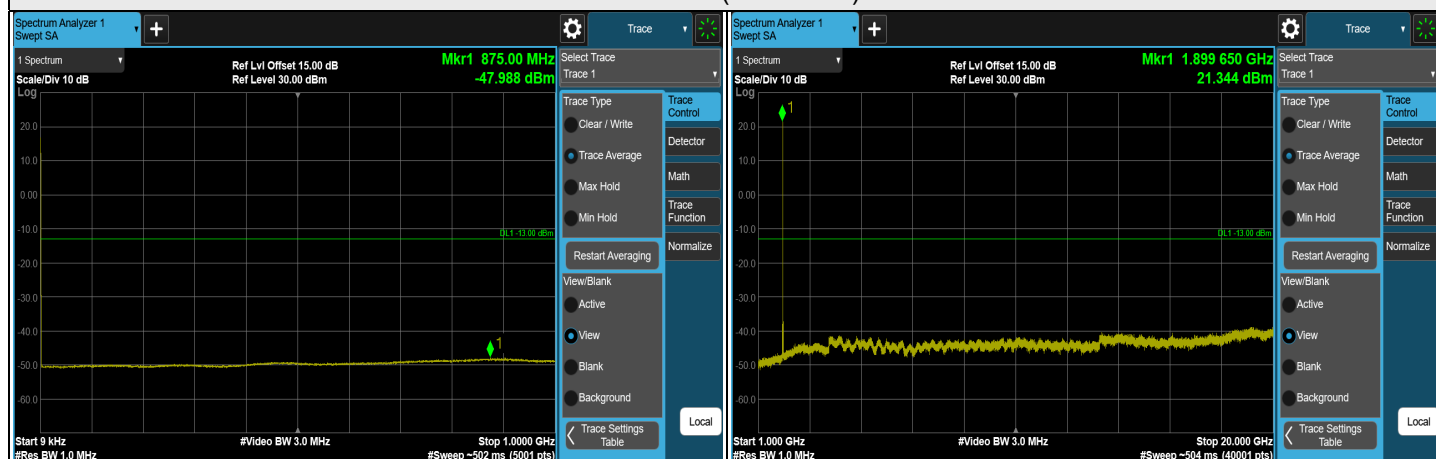 Spectrum Analyzer 1
Swept SA
+
Trace
1 Spectrum
Scale/Div 10 dB
Ref Lvl Offset 15.00 dB
Ref Level 30.00 dBm
Mkr1 875.00 MHz
-47.988 dBm
Select Trace
Trace 1
Log
20.0
10.0
0.00
-10.0
-20.0
-30.0
-40.0
-50.0
-60.0
DL1 -13.00 dBm
1
Start 9 kHz
#Res BW 1.0 MHz
#Video BW 3.0 MHz
Stop 1.0000 GHz
#Sweep ~502 ms (5001 pts)
Trace Type
Clear / Write
Trace Average
Max Hold
Min Hold
Restart Averaging
View/Blank
Active
View
Blank
Background
Trace Settings
Table
Trace
Control
Detector
Math
Trace
Function
Normalize
Local
Spectrum Analyzer 1
Swept SA
+
Trace
1 Spectrum
Scale/Div 10 dB
Ref Lvl Offset 15.00 dB
Ref Level 30.00 dBm
Mkr1 1.899 650 GHz
21.344 dBm
Select Trace
Trace 1
Log
20.0
10.0
0.00
-10.0
-20.0
-30.0
-40.0
-50.0
-60.0
DL1 -13.00 dBm
1
Start 1.000 GHz
#Res BW 1.0 MHz
#Video BW 3.0 MHz
Stop 20.000 GHz
#Sweep ~504 ms (40001 pts)
Trace Type
Clear / Write
Trace Average
Max Hold
Min Hold
Restart Averaging
View/Blank
Active
View
Blank
Background
Trace Settings
Table
Trace
Control
Detector
Math
Trace
Function
Normalize
Local